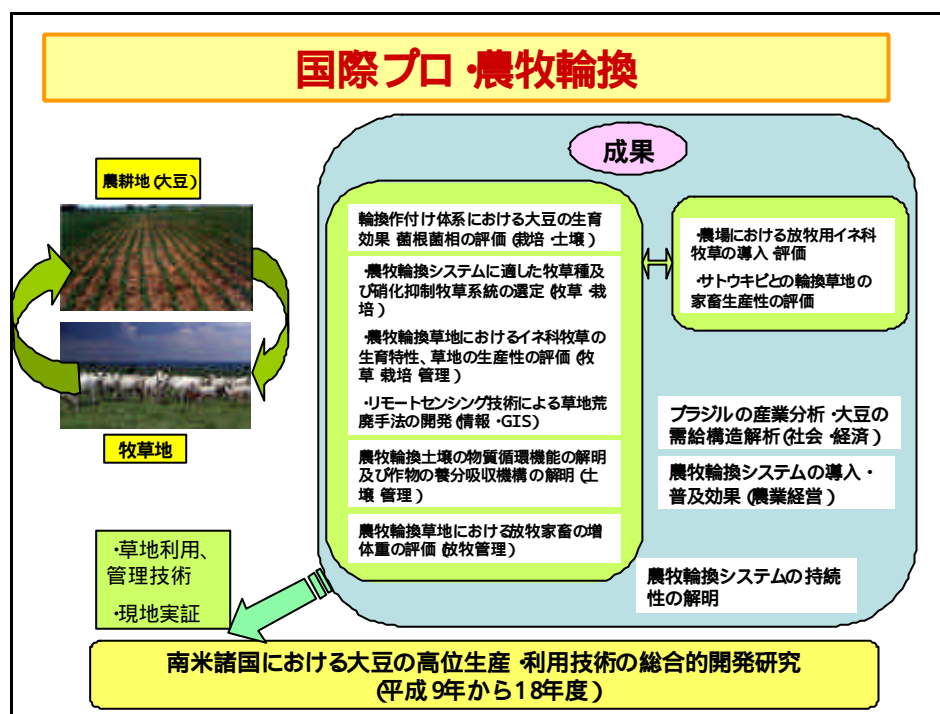 国際プロ・農牧輪換
農耕地(大豆)
牧草地
成果
輪換作付け体系における大豆の生育
効果・菌根菌相の評価(栽培・土壌)
・農牧輪換システムに適した牧草種及
び硝化抑制牧草系統の選定(牧草・栽
培)
・農牧輪換草地におけるイネ科牧草の
生育特性、草地の生産性の評価(牧
草・栽培・管理)
・リモートセンシング技術による草地荒
廃手法の開発(情報・GIS)
農牧輪換土壌の物質循環機能の解明
及び作物の養分吸収機構の解明(土
壌・管理)
農牧輪換草地における放牧家畜の増
体重の評価(放牧管理)
・農場における放牧用イネ科
牧草の導入・評価
・サトウキビとの輪換草地の
家畜生産性の評価
ブラジルの産業分析・大豆の
需給構造解析(社会・経済)
農牧輪換システムの導入・
普及効果(農業経営)
農牧輪換システムの持続
性の解明
・草地利用、
管理技術
・現地実証
南米諸国における大豆の高位生産・利用技術の総合的開発研究
(平成9年から18年度)